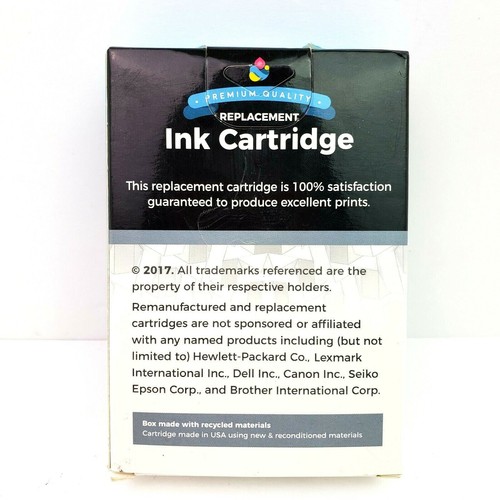 PREMIUM QUALITY
REPLACEMENT
Ink Cartridge
This replacement cartridge is 100% satisfaction
guaranteed to produce excellent prints.
© 2017. All trademarks referenced are the
property of their respective holders.
Remanufactured and replacement
cartridges are not sponsored or affiliated
with any named products including (but not
limited to) Hewlett-Packard Co., Lexmark
International Inc., Dell Inc., Canon Inc., Seiko
Epson Corp., and Brother International Corp.
Box made with recycled materials
Cartridge made in USA using new & reconditioned materials